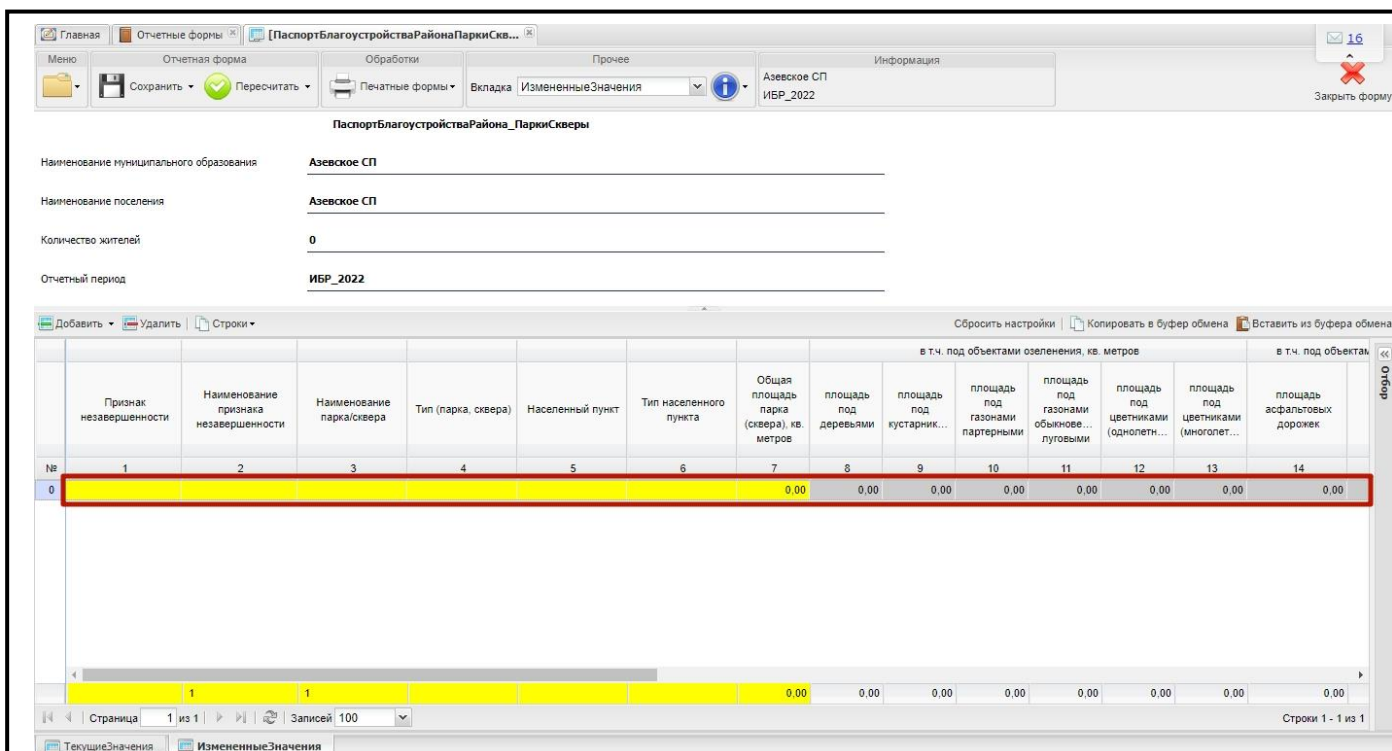 Главная Отчетные формы [ПаспортБлагоустройстваРайонаПаркиСкв...
16
Меню Отчетная форма Обработки Прочее Информация
Сохранить Пересчитать Печатные формы Вкладка ИзмененныеЗначения Азевское СП
ИБР_2022
Закрыть форму
ПаспортБлагоустройстваРайона_ПаркиСкверы
Наименование муниципального образования Азевское СП
Наименование поселения Азевское СП
Количество жителей 0
Отчетный период ИБР_2022
Добавить Удалить Строки Сбросить настройки Копировать в буфер обмена Вставить из буфера обмена
в т.ч. под объектами озеленения, кв. метров в т.ч. под объектам
Отбор
Признак незавершенности
Наименование признака незавершенности
Наименование парка/сквера
Тип (парка, сквера)
Населенный пункт
Тип населенного пункта
Общая площадь парка (сквера), кв. метров
площадь под деревьями
площадь под кустарник...
площадь под газонами партерными
площадь под газонами обыкнове... луговыми
площадь под цветниками (однолетн...
площадь под цветниками (многолет...
площадь асфальтовых дорожек
№ 1 2 3 4 5 6 7 8 9 10 11 12 13 14
0 0,00 0,00 0,00 0,00 0,00 0,00 0,00 0,00
1 1 0,00 0,00 0,00 0,00 0,00 0,00 0,00 0,00
Страница 1 из 1 Записей 100 Строки 1 - 1 из 1
ТекущиеЗначения ИзмененныеЗначения